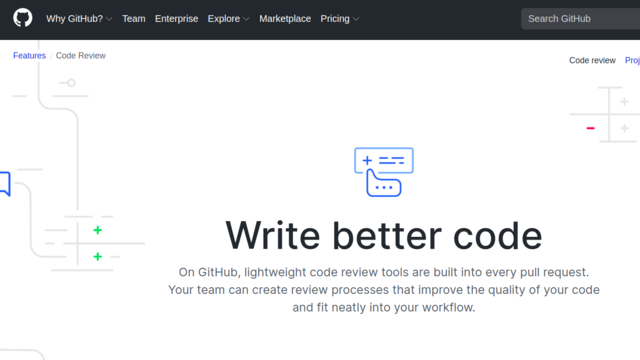 Why GitHub? Team Enterprise Explore Marketplace Pricing Search GitHub
Features / Code Review
Code review Proj
Write better code
On GitHub, lightweight code review tools are built into every pull request.
Your team can create review processes that improve the quality of your code
and fit neatly into your workflow.